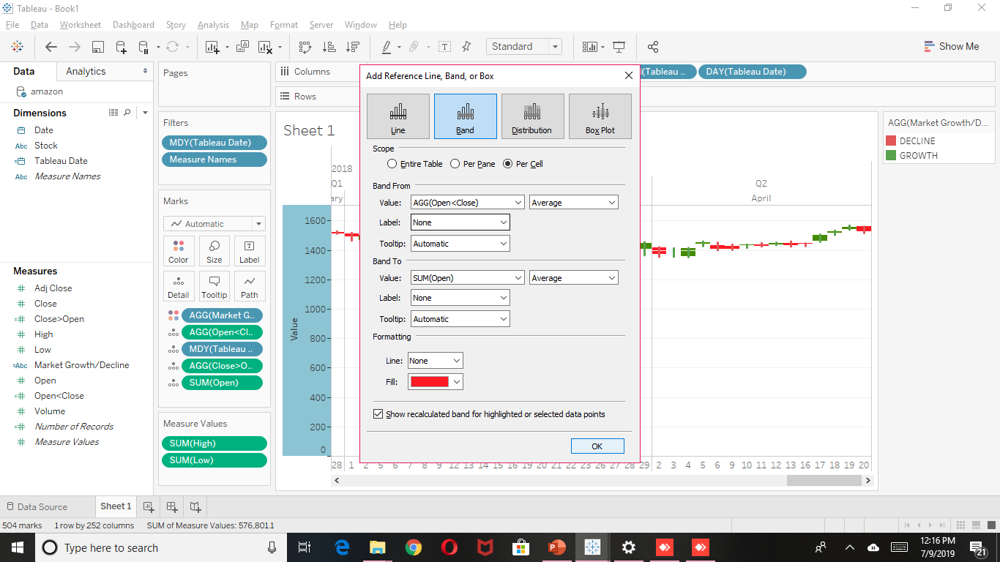 Tableau - Book1
File Data Worksheet Dashboard Story Analysis Map Format Server Window Help
Standard
Show Me
Data Analytics
amazon
Dimensions
Date
Abc Stock
Tableau Date
Abc Measure Names
Measures
Adj Close
Close
Close>Open
High
Low
=Abc Market Growth/Decline
Open
Open<Close
Volume
Number of Records
Measure Values
Pages
Filters
MDY(Tableau Date)
Measure Names
Marks
Automatic
Color Size Label
Detail Tooltip Path
AGG(Market G..
AGG(Open<Cl..
MDY(Tableau ..
AGG(Close>O..
SUM(Open)
Measure Values
SUM(High)
SUM(Low)
Columns
(Tableau .. DAY(Tableau Date)
Rows
Sheet 1
2018
Q1
ary
Q2
April
Value
1600
1400
1200
1000
800
600
400
200
0
28 1 2 5 6 7 8 9 12 13 14 15 16 19 20 21 22 23 26 27 28 29 2 3 4 5 6 9 10 11 12 13 16 17 18 19 20
Add Reference Line, Band, or Box
Line Band Distribution Box Plot
Scope
Entire Table Per Pane Per Cell
Band From
Value: AGG(Open<Close) Average
Label: None
Tooltip: Automatic
Band To
Value: SUM(Open) Average
Label: None
Tooltip: Automatic
Formatting
Line: None
Fill:
Show recalculated band for highlighted or selected data points
OK
AGG(Market Growth/D...
DECLINE
GROWTH
Data Source Sheet 1
504 marks 1 row by 252 columns SUM of Measure Values: 576,801.1
Type here to search
12:16 PM
7/9/2019
21